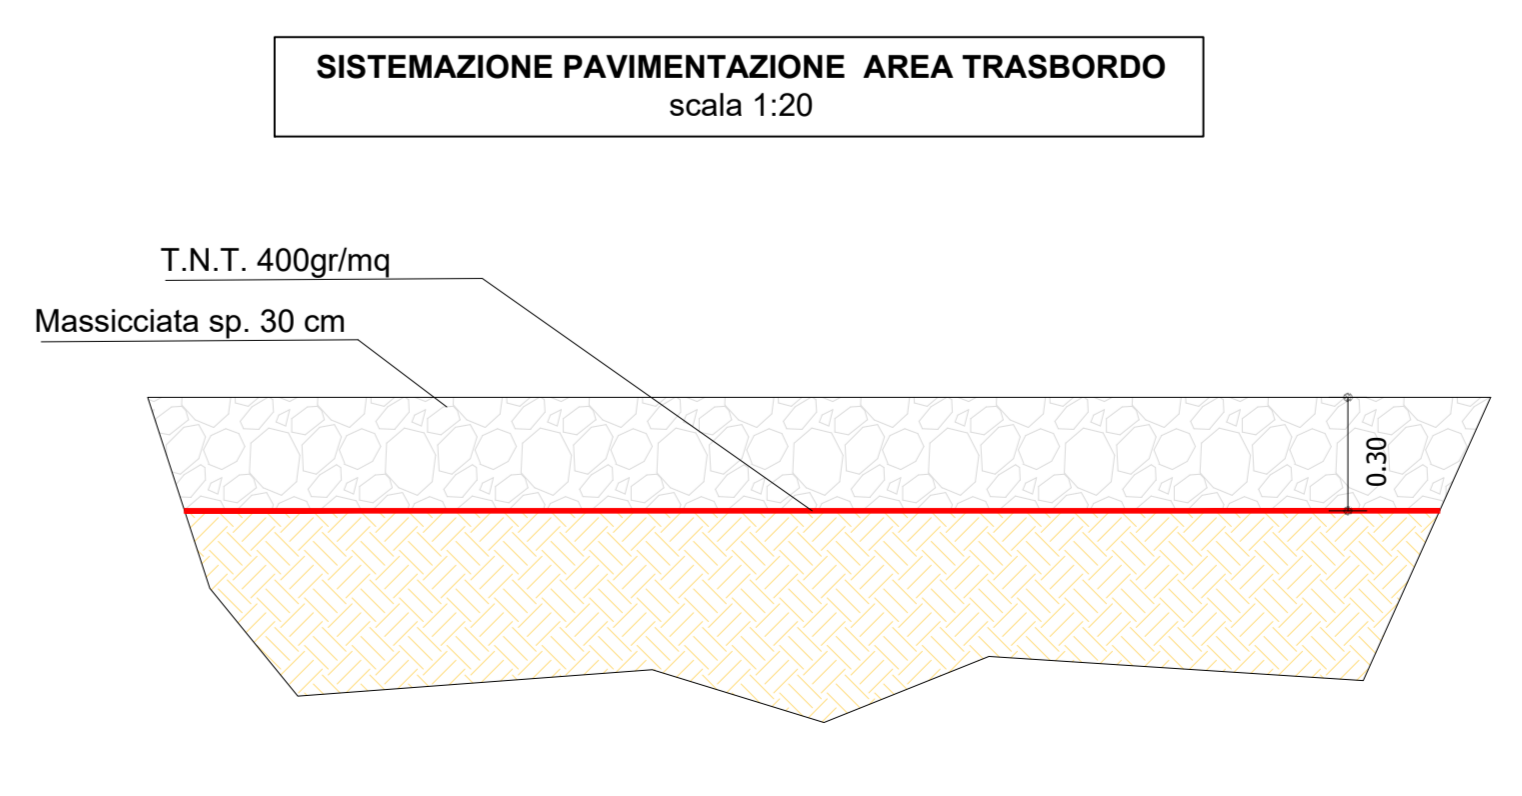 SISTEMAZIONE PAVIMENTAZIONE AREA TRASBORDO
scala 1:20
T.N.T. 400gr/mq
Massicciata sp. 30 cm
0.30